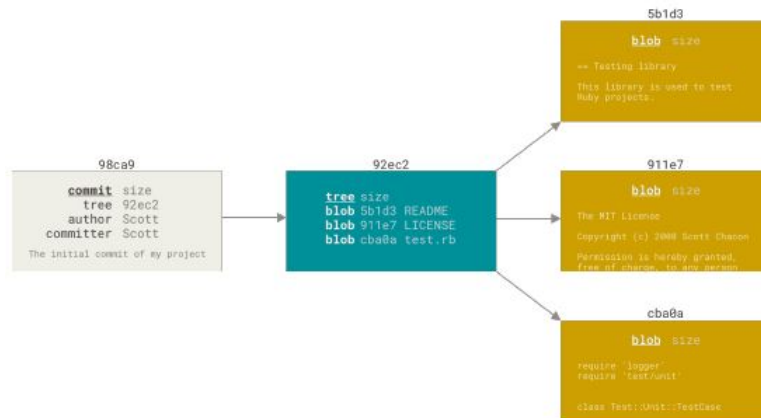 98ca9
commit size
tree 92ec2
author Scott
committer Scott
The initial commit of my project
92ec2
tree size
blob 5b1d3 README
blob 911e7 LICENSE
blob cba0a test.rb
5b1d3
blob size
== Testing library
This library is used to test
Ruby projects.
911e7
blob size
The MIT License
Copyright (c) 2008 Scott Chacon
Permission is hereby granted,
free of charge, to any person
cba0a
blob size
require 'logger'
require 'test/unit'
class Test::Unit::TestCase